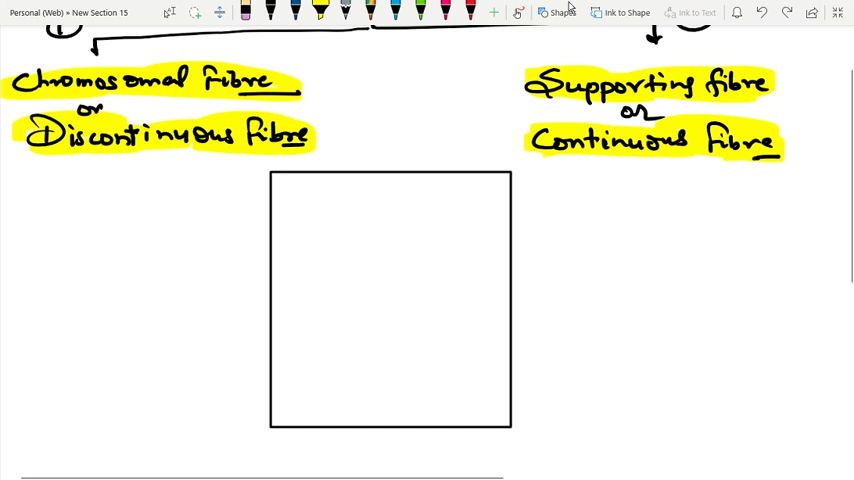 Personal (Web) » New Section 15
Shapes
Ink to Shape
Ink to Text
Chromosomal Fibre
or
Discontinuous Fibre
Supporting fibre
or
Continuous Fibre